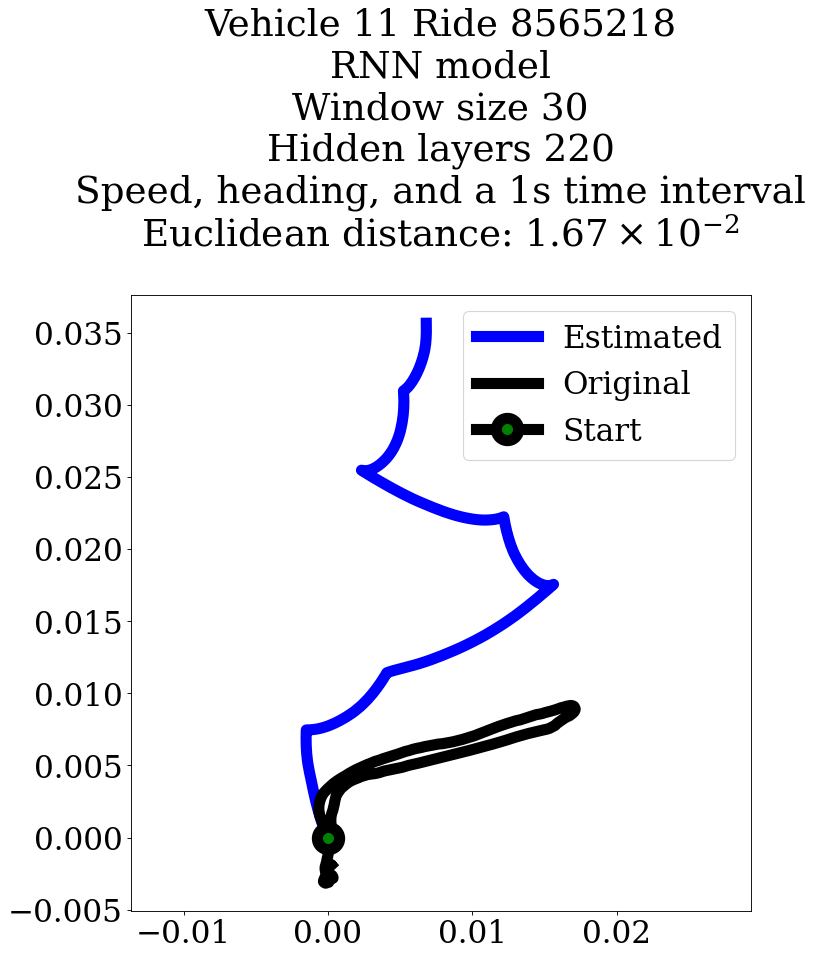 Vehicle 11 Ride 8565218
RNN model
Window size 30
Hidden layers 220
Speed, heading, and a 1s time interval
Euclidean distance: 1.67 × 10⁻²
Estimated
Original
Start
0.035
0.030
0.025
0.020
0.015
0.010
0.005
0.000
−0.005
−0.01
0.00
0.01
0.02